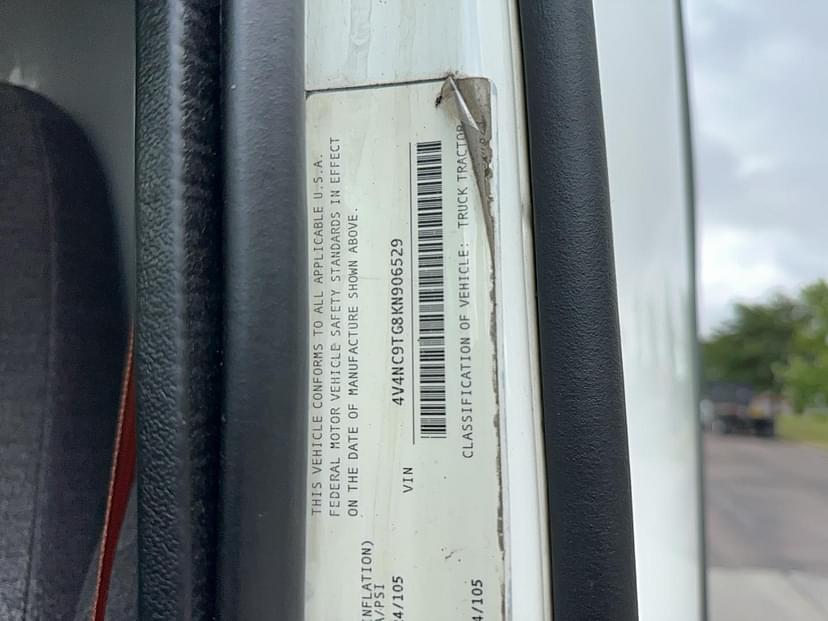 INFLATION)
A/PSI
24/105
4/105
THIS VEHICLE CONFORMS TO ALL APPLICABLE U.S.A.
FEDERAL MOTOR VEHICLE SAFETY STANDARDS IN EFFECT
ON THE DATE OF MANUFACTURE SHOWN ABOVE.
VIN 4V4NC9TG8KN906529
CLASSIFICATION OF VEHICLE: TRUCK TRACTOR